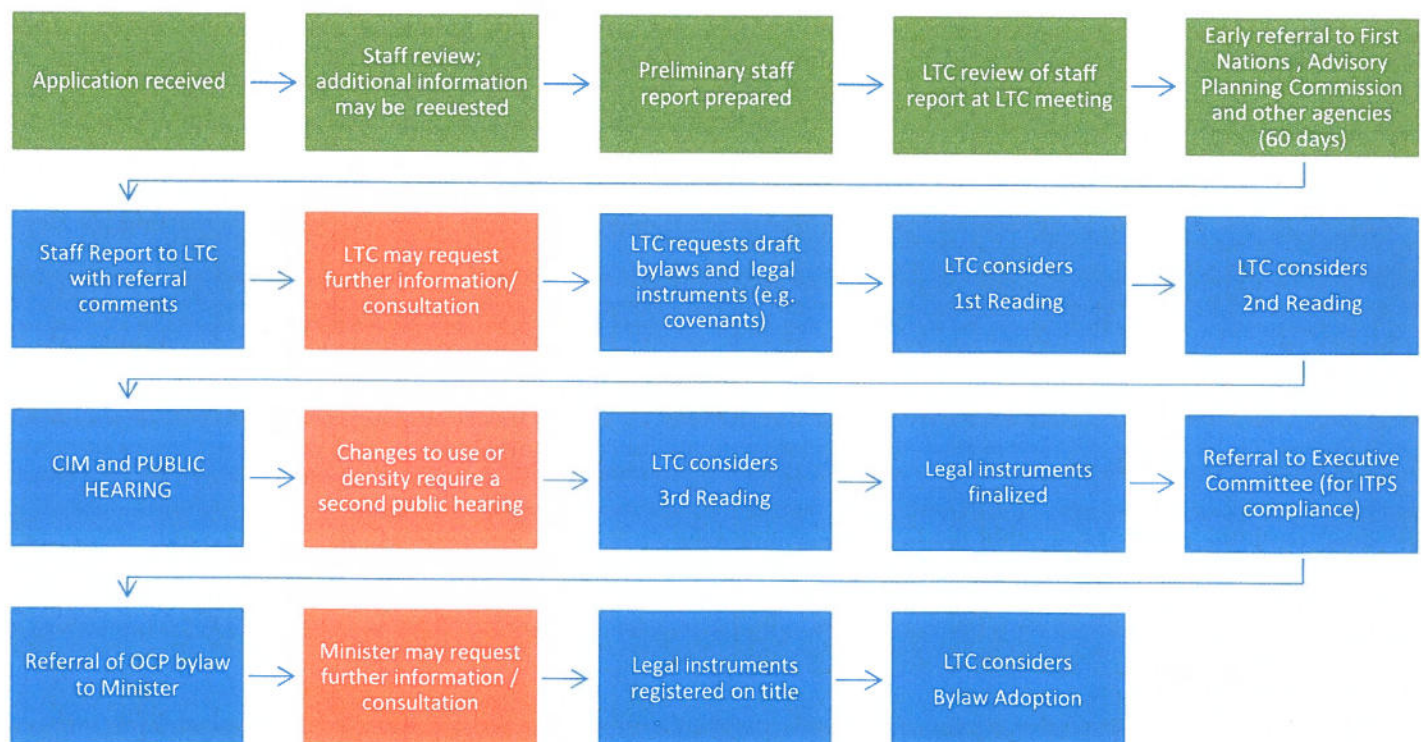 Application received
Staff review;
additional information
may be reeuested
Preliminary staff
report prepared
LTC review of staff
report at LTC meeting
Early referral to First
Nations , Advisory
Planning Commission
and other agencies
(60 days)
Staff Report to LTC
with referral
comments
LTC may request
further information/
consultation
LTC requests draft
bylaws and legal
instruments (e.g.
covenants)
LTC considers
1st Reading
LTC considers
2nd Reading
CIM and PUBLIC
HEARING
Changes to use or
density require a
second public hearing
LTC considers
3rd Reading
Legal instruments
finalized
Referral to Executive
Committee (for ITPS
compliance)
Referral of OCP bylaw
to Minister
Minister may request
further information /
consultation
Legal instruments
registered on title
LTC considers
Bylaw Adoption